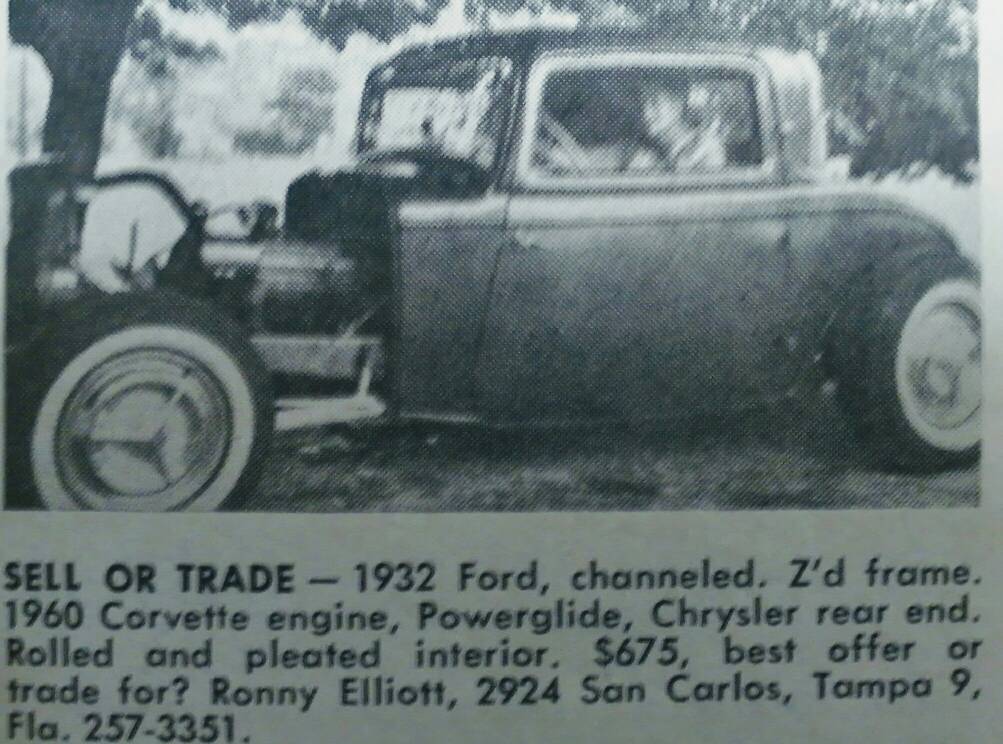 SELL OR TRADE — 1932 Ford, channeled. Z'd frame.
1960 Corvette engine, Powerglide, Chrysler rear end.
Rolled and pleated interior. $675, best offer or
trade for? Ronny Elliott, 2924 San Carlos, Tampa 9,
Fla. 257-3351.